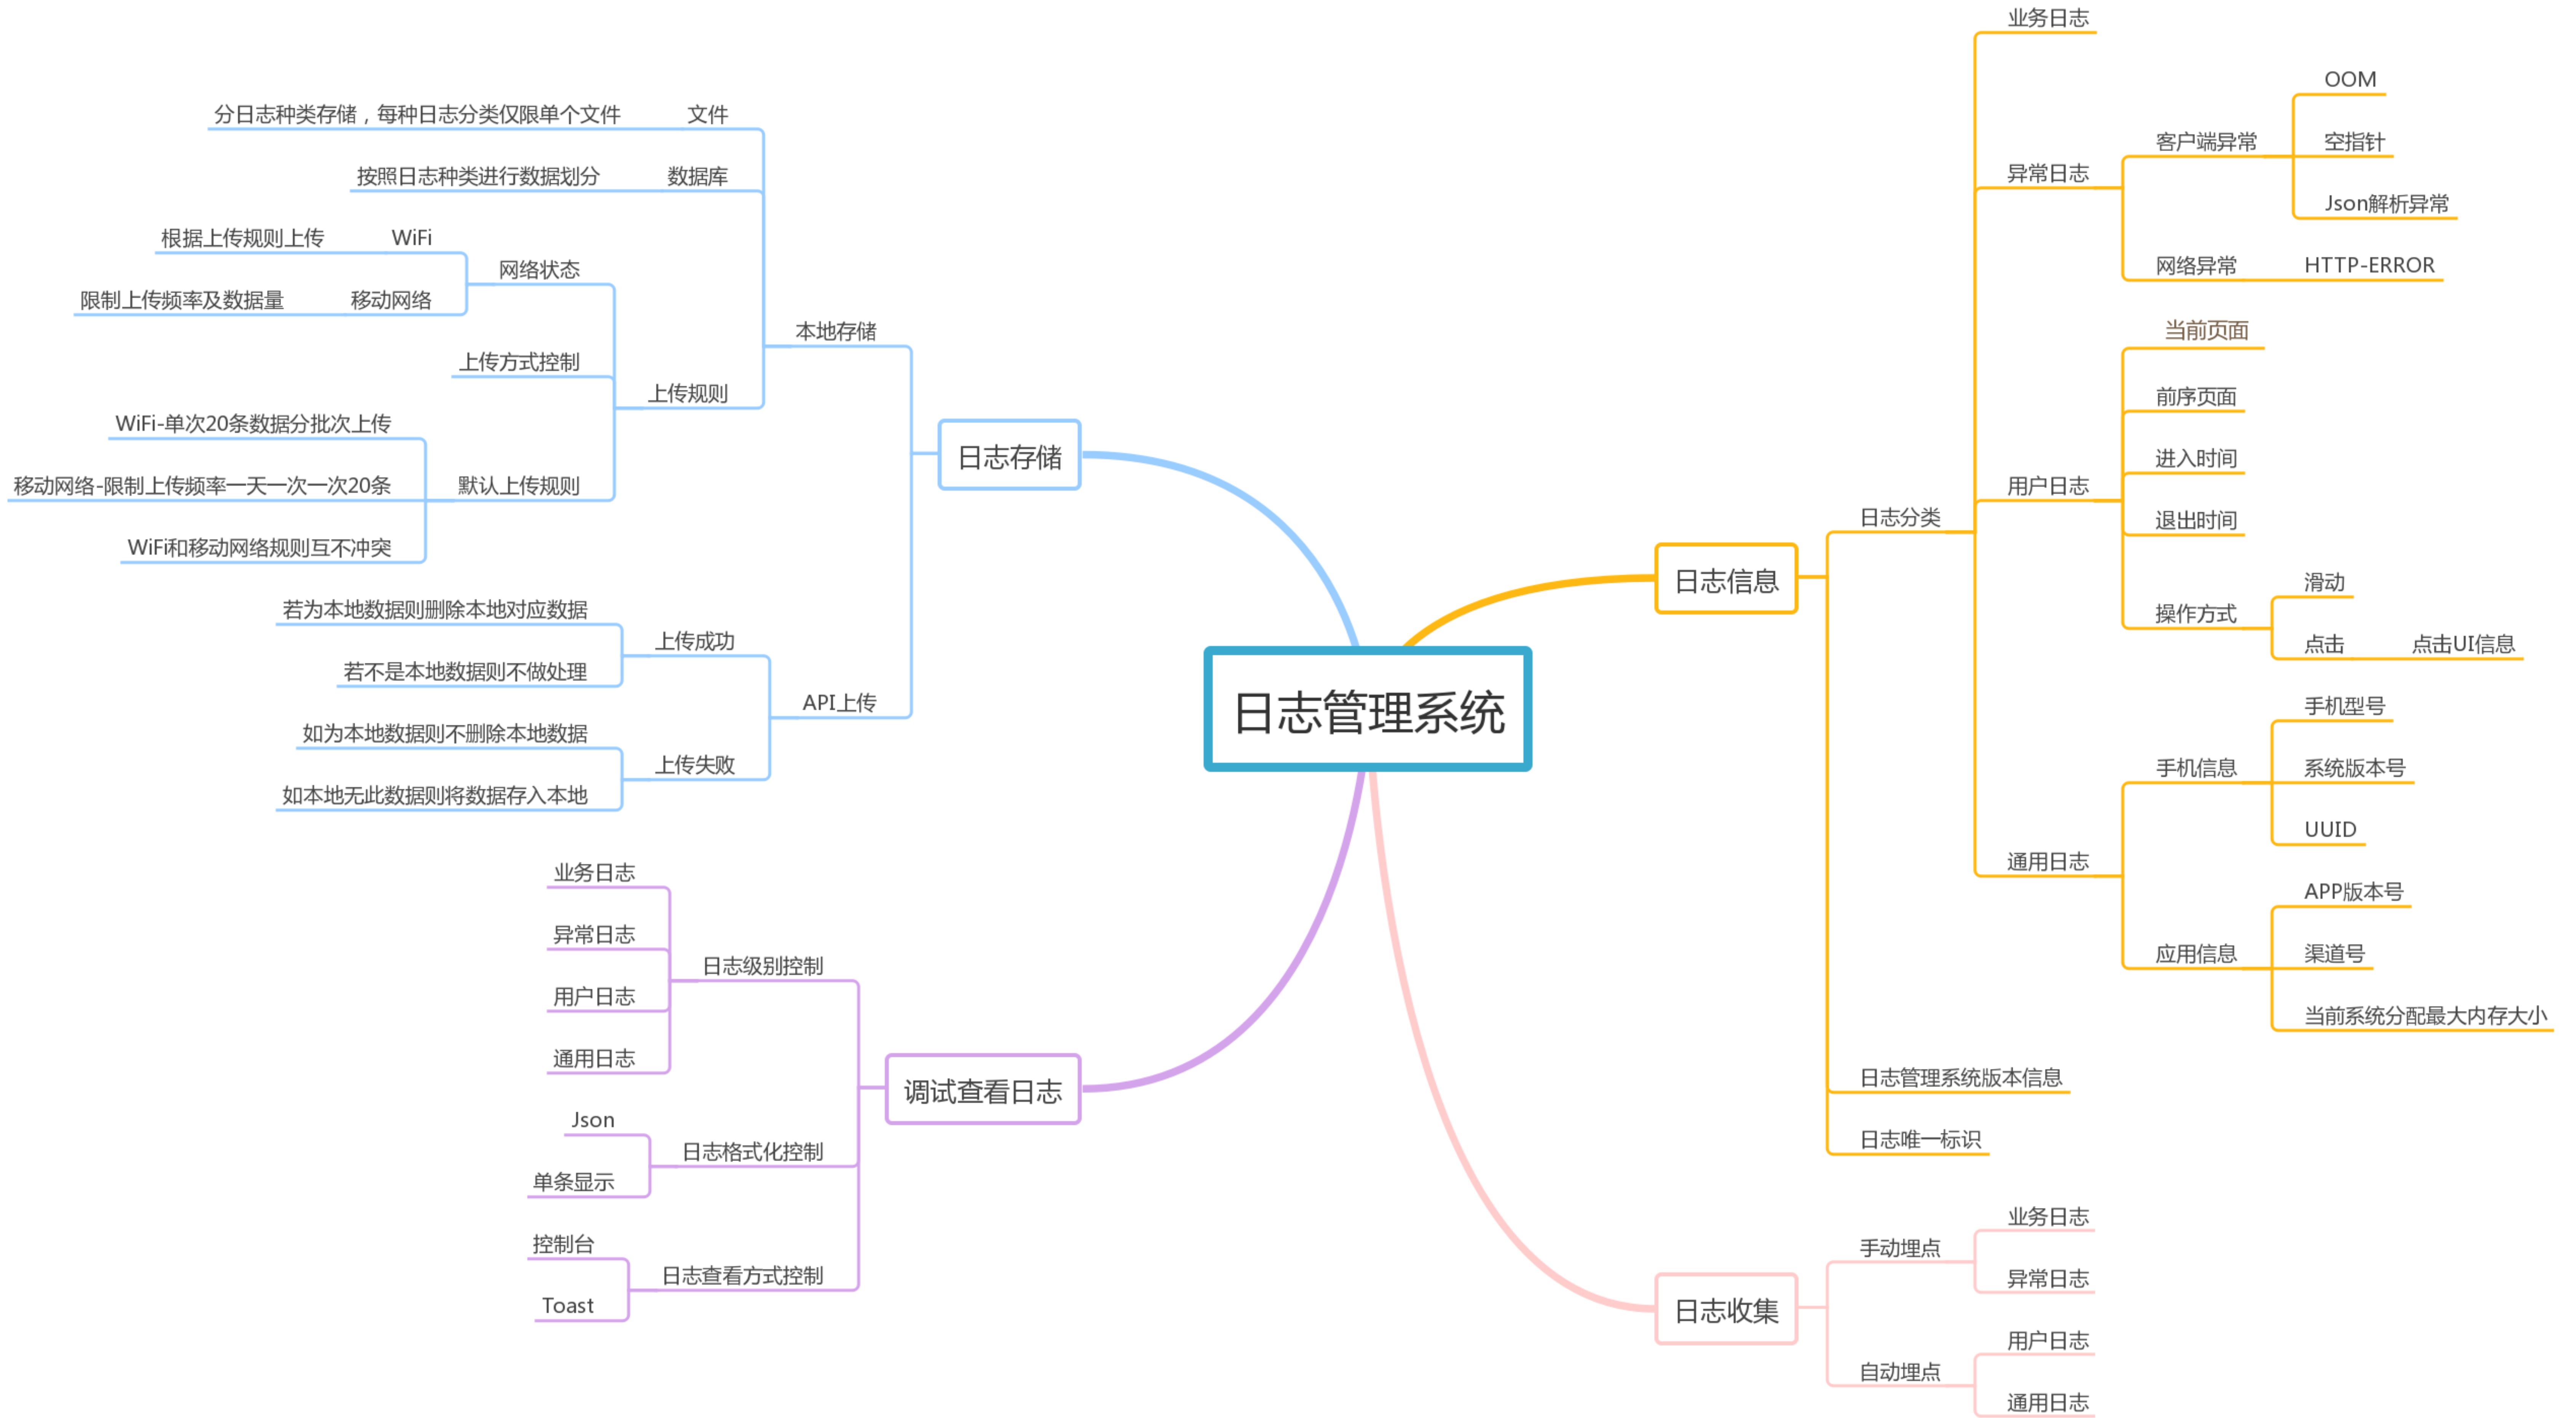 日志管理系统
日志信息
日志分类
业务日志
异常日志
客户端异常
OOM
空指针
Json解析异常
网络异常
HTTP-ERROR
用户日志
当前页面
前序页面
进入时间
退出时间
操作方式
滑动
点击
点击UI信息
通用日志
手机信息
手机型号
系统版本号
UUID
应用信息
APP版本号
渠道号
当前系统分配最大内存大小
日志管理系统版本信息
日志唯一标识
日志收集
手动埋点
业务日志
异常日志
自动埋点
用户日志
通用日志
日志存储
本地存储
文件
分日志种类存储，每种日志分类仅限单个文件
数据库
按照日志种类进行数据划分
上传规则
网络状态
WiFi
根据上传规则上传
移动网络
限制上传频率及数据量
上传方式控制
默认上传规则
WiFi-单次20条数据分批次上传
移动网络-限制上传频率一天一次一次20条
WiFi和移动网络规则互不冲突
API上传
上传成功
若为本地数据则删除本地对应数据
若不是本地数据则不做处理
上传失败
如为本地数据则不删除本地数据
如本地无此数据则将数据存入本地
调试查看日志
日志级别控制
业务日志
异常日志
用户日志
通用日志
日志格式化控制
Json
单条显示
日志查看方式控制
控制台
Toast